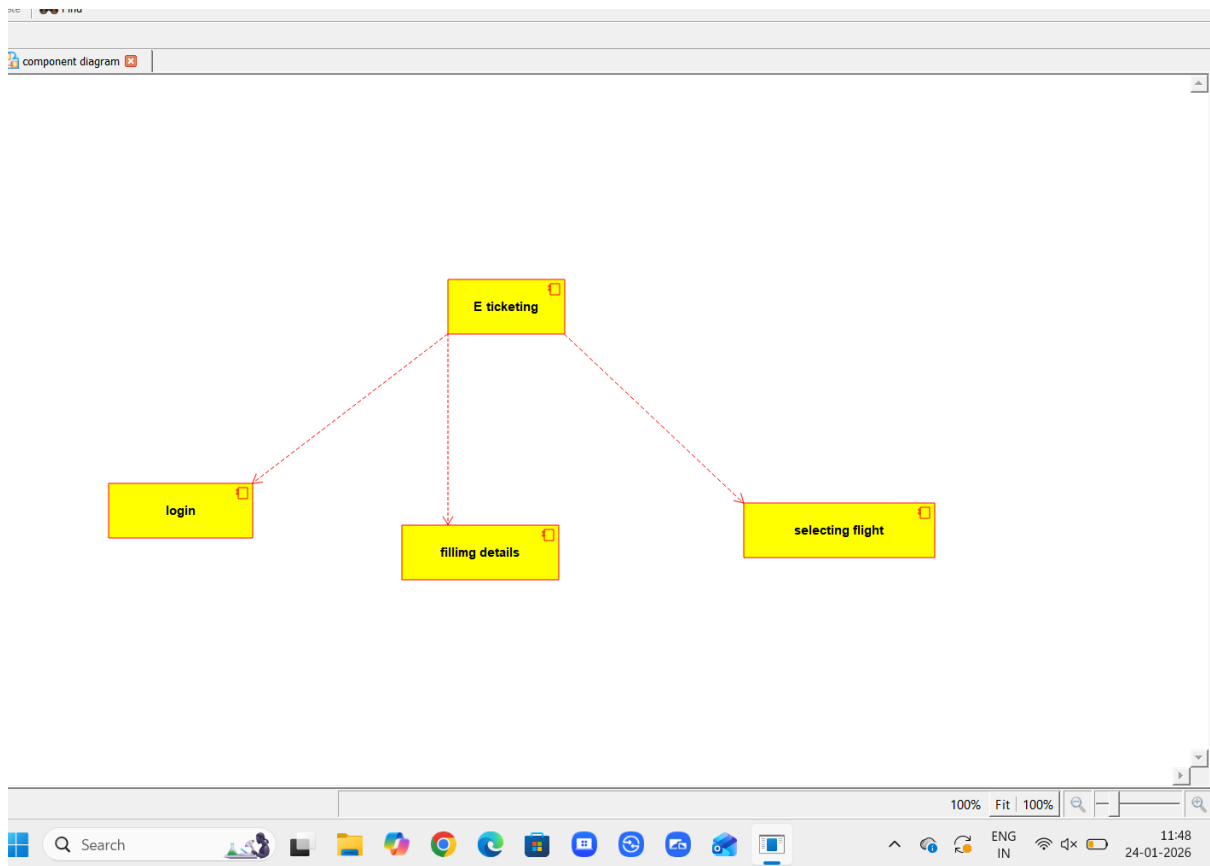 Find
component diagram
E ticketing
login
fillimg details
selecting flight
100% Fit 100%
Search
ENG
IN
11:48
24-01-2026